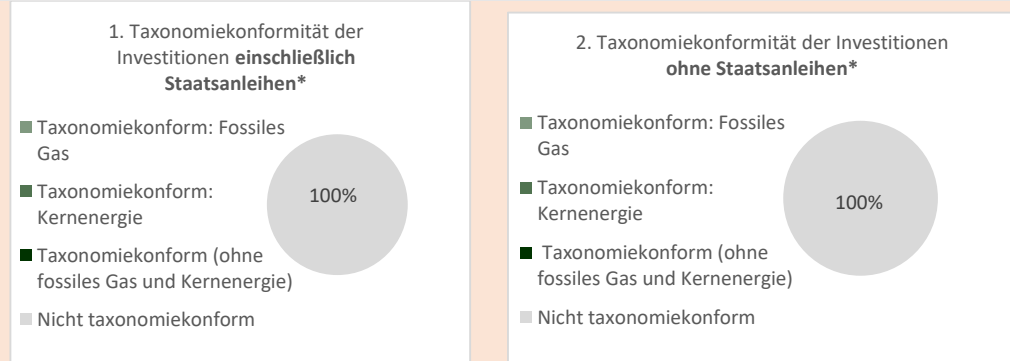 1. Taxonomiekonformität der
Investitionen einschließlich
Staatsanleihen*
Taxonomiekonform: Fossiles
Gas
Taxonomiekonform:
Kernenergie
Taxonomiekonform (ohne
fossiles Gas und Kernenergie)
Nicht taxonomiekonform
100%
2. Taxonomiekonformität der Investitionen
ohne Staatsanleihen*
Taxonomiekonform: Fossiles
Gas
Taxonomiekonform:
Kernenergie
Taxonomiekonform (ohne
fossiles Gas und Kernenergie)
Nicht taxonomiekonform
100%